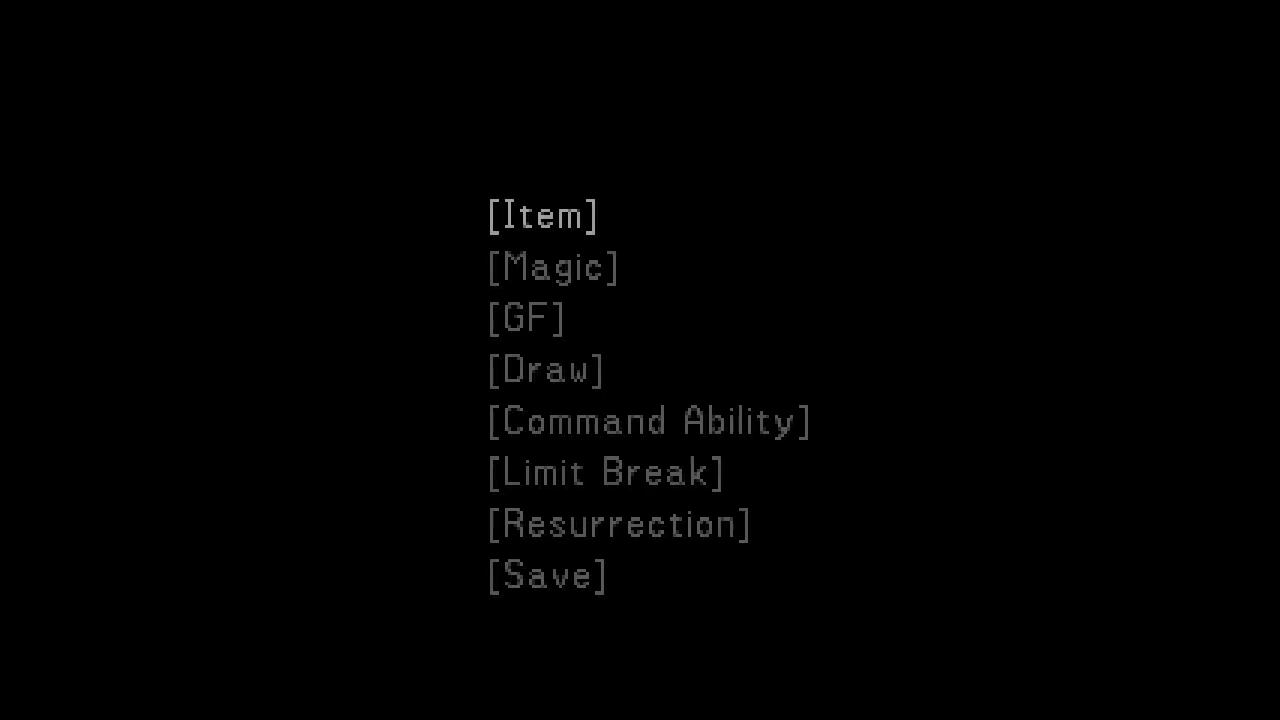 [Item]
[Magic]
[GF]
[Draw]
[Command Ability]
[Limit Break]
[Resurrection]
[Save]